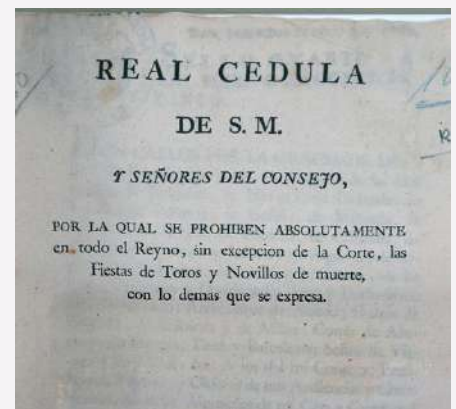 REAL CEDULA
DE S. M.
Y SEÑORES DEL CONSEJO,
POR LA QUAL SE PROHIBEN ABSOLUTAMENTE
en todo el Reyno, sin excepcion de la Corte, las
Fiestas de Toros y Novillos de muerte,
con lo demas que se expresa.